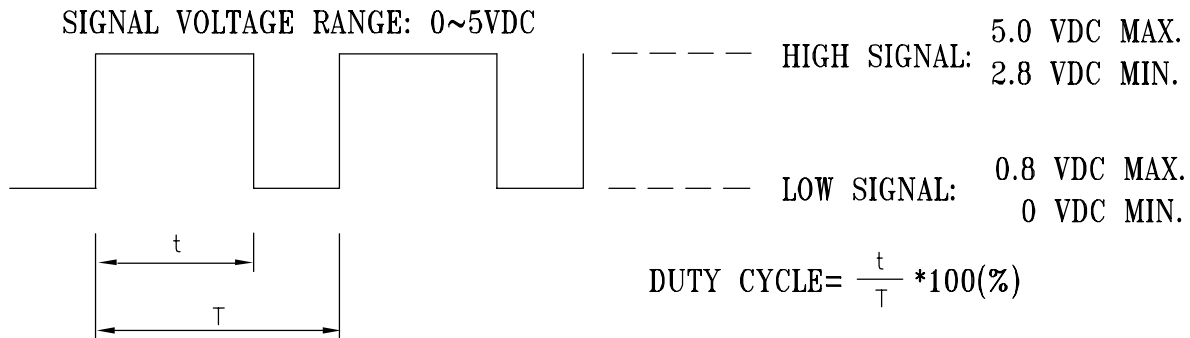 SIGNAL VOLTAGE RANGE: 0~5VDC
HIGH SIGNAL: 5.0 VDC MAX.
2.8 VDC MIN.
LOW SIGNAL: 0.8 VDC MAX.
0 VDC MIN.
t
T
DUTY CYCLE= t/T *100(%)